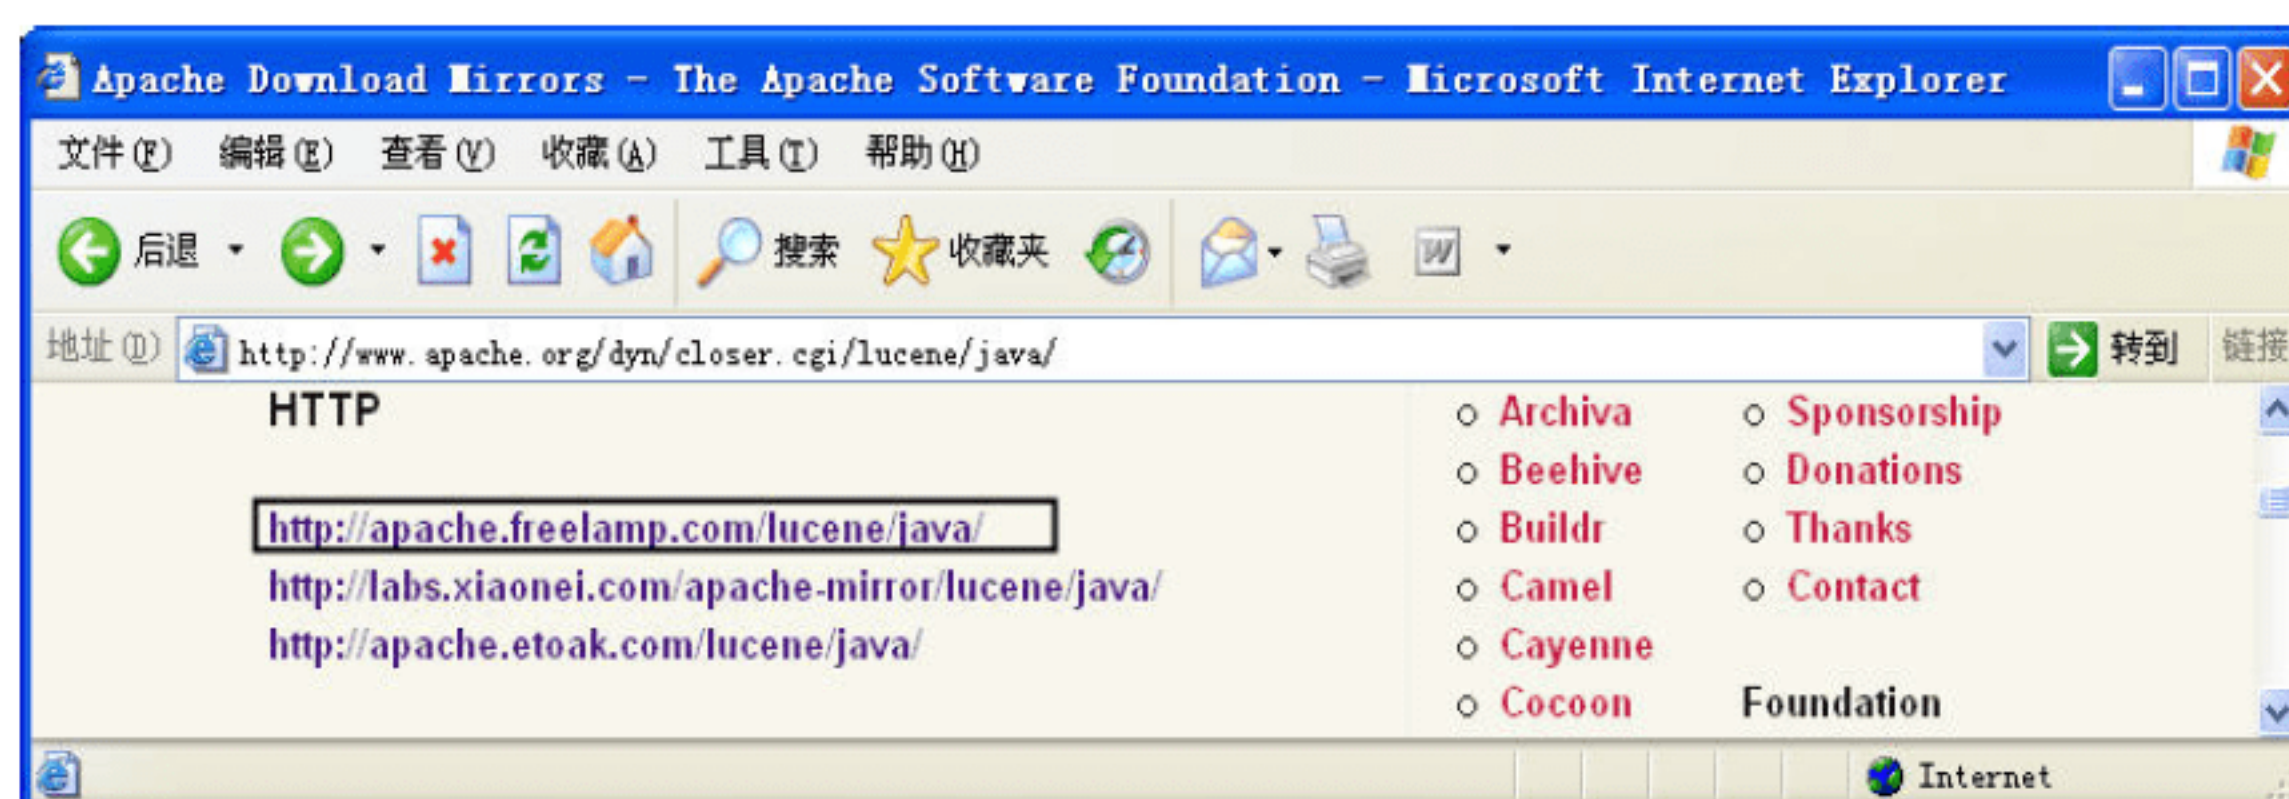 Apache Download Mirrors - The Apache Software Foundation - Microsoft Internet Explorer
文件(F) 编辑(E) 查看(V) 收藏(A) 工具(T) 帮助(H)
后退 搜索 收藏夹 W
地址(D) http://www.apache.org/dyn/closer.cgi/lucene/java/ 转到 链接
HTTP
http://apache.freelamp.com/lucene/java/
http://labs.xiaonei.com/apache-mirror/lucene/java/
http://apache.etoak.com/lucene/java/
Archiva
Beehive
Buildr
Camel
Cayenne
Cocoon
Sponsorship
Donations
Thanks
Contact
Foundation
Internet